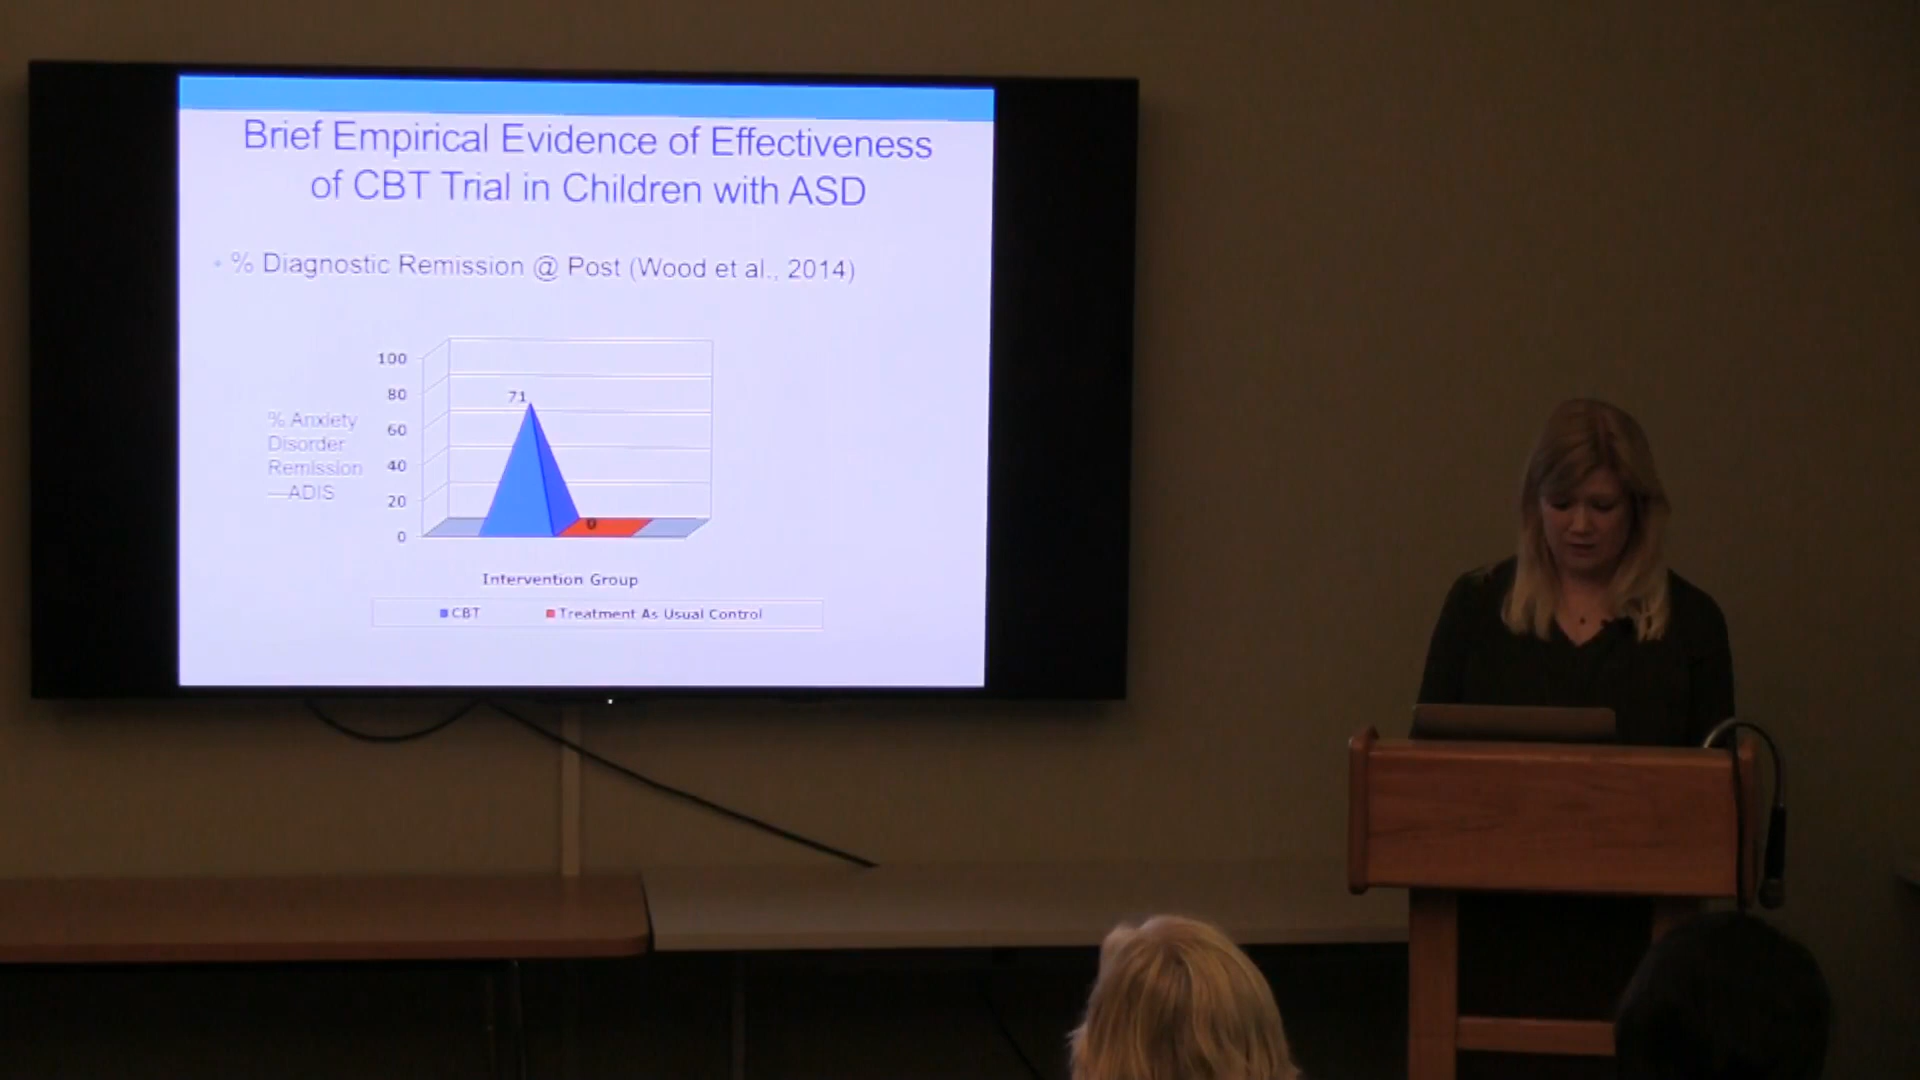 Brief Empirical Evidence of Effectiveness
of CBT Trial in Children with ASD
• % Diagnostic Remission @ Post (Wood et al., 2014)
% Anxiety
Disorder
Remission
—ADIS
100
80
60
40
20
0
71
0
Intervention Group
CBT
Treatment As Usual Control